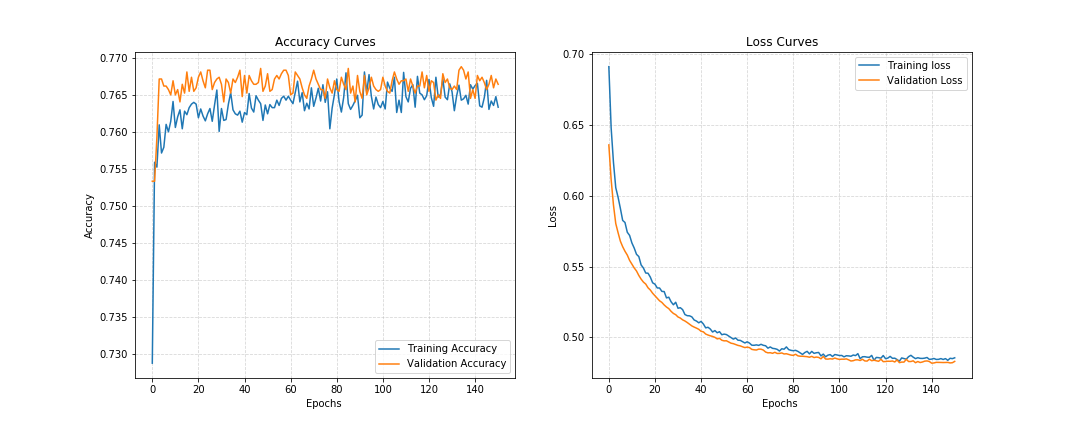 Accuracy Curves
0.770
0.765
0.760
0.755
0.750
0.745
0.740
0.735
0.730
Accuracy
0 20 40 60 80 100 120 140
Epochs
Training Accuracy
Validation Accuracy
Loss Curves
0.70
0.65
0.60
0.55
0.50
Loss
0 20 40 60 80 100 120 140
Epochs
Training loss
Validation Loss